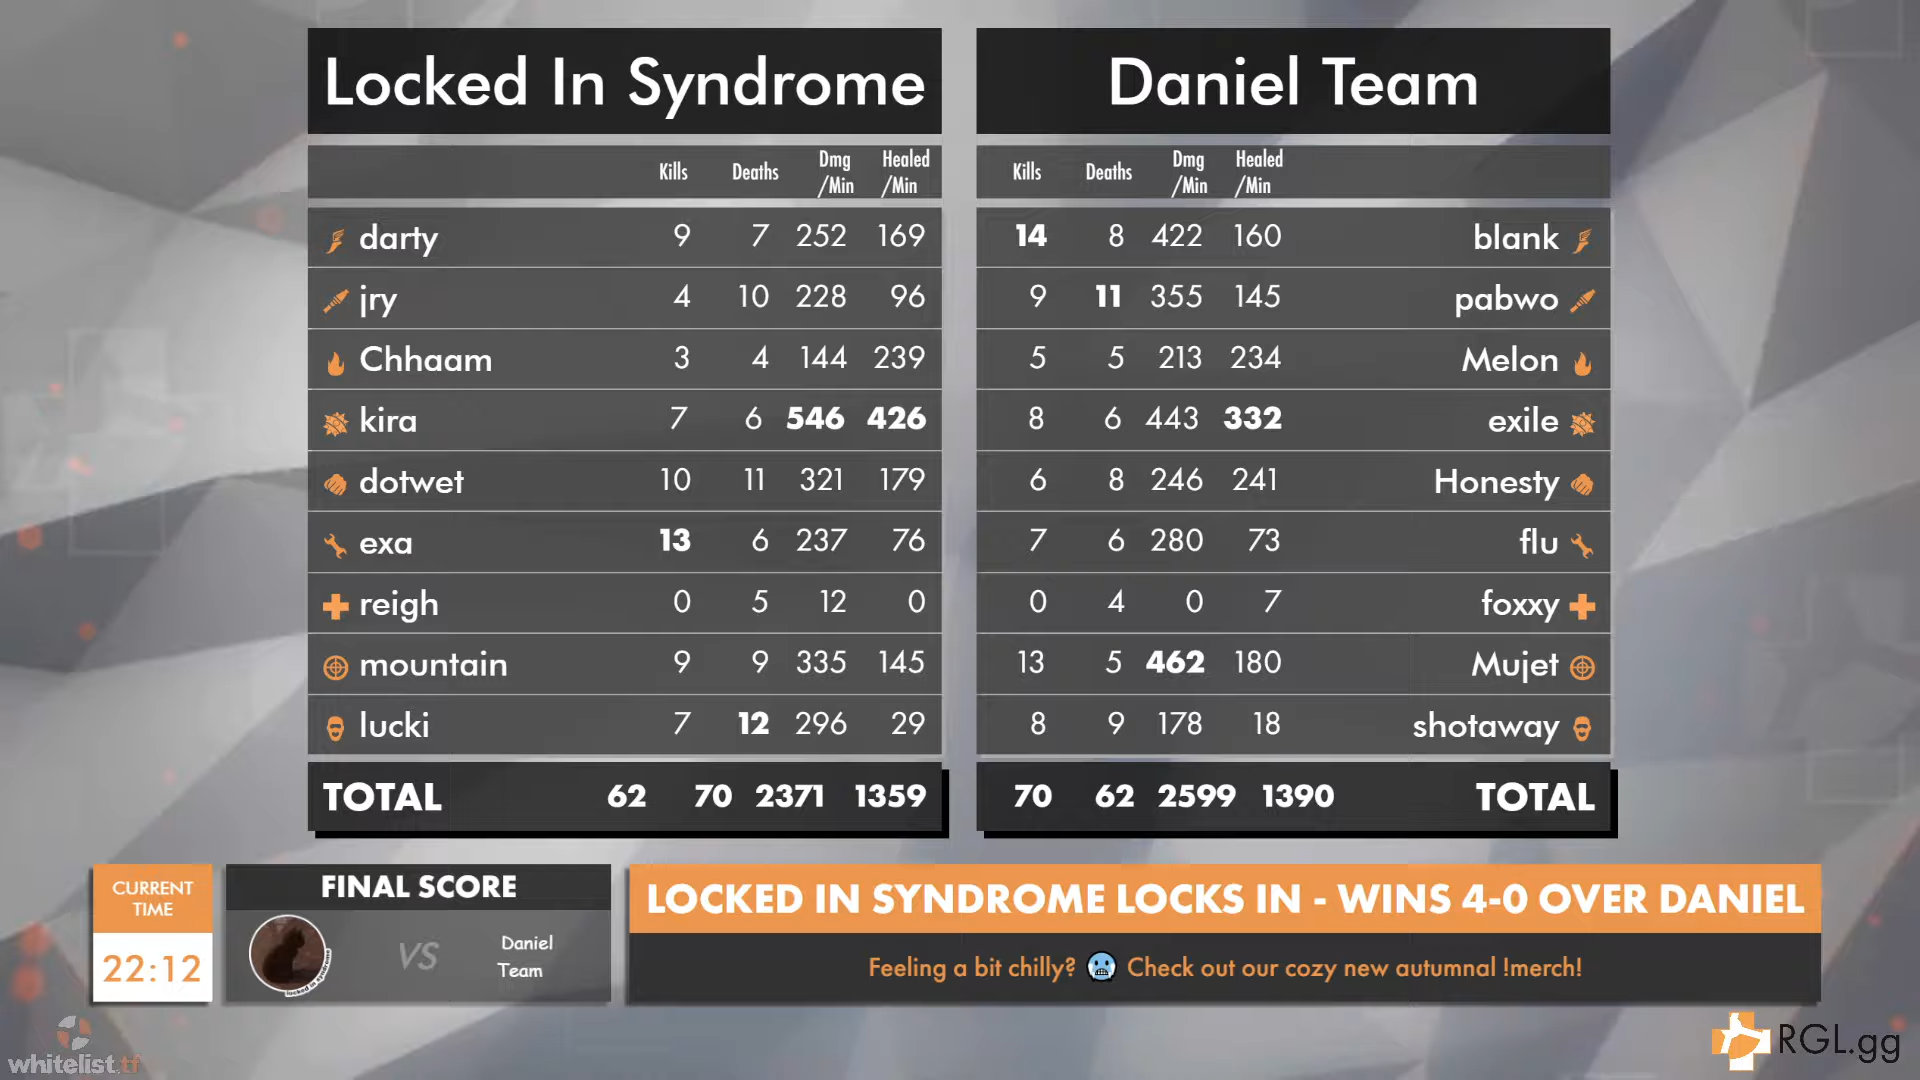 Locked In Syndrome
Kills Deaths Dmg /Min Healed /Min
darty 9 7 252 169
jry 4 10 228 96
Chhaam 3 4 144 239
kira 7 6 546 426
dotwet 10 11 321 179
exa 13 6 237 76
reigh 0 5 12 0
mountain 9 9 335 145
lucki 7 12 296 29
TOTAL 62 70 2371 1359
Daniel Team
Kills Deaths Dmg /Min Healed /Min
14 8 422 160 blank
9 11 355 145 pabwo
5 5 213 234 Melon
8 6 443 332 exile
6 8 246 241 Honesty
7 6 280 73 flu
0 4 0 7 foxxy
13 5 462 180 Mujet
8 9 178 18 shotaway
70 62 2599 1390 TOTAL
CURRENT
TIME
22:12
FINAL SCORE
locked in syndrome
VS
Daniel
Team
LOCKED IN SYNDROME LOCKS IN - WINS 4-0 OVER DANIEL
Feeling a bit chilly? 🥶 Check out our cozy new autumnal !merch!
whitelist.tf
RGL.gg